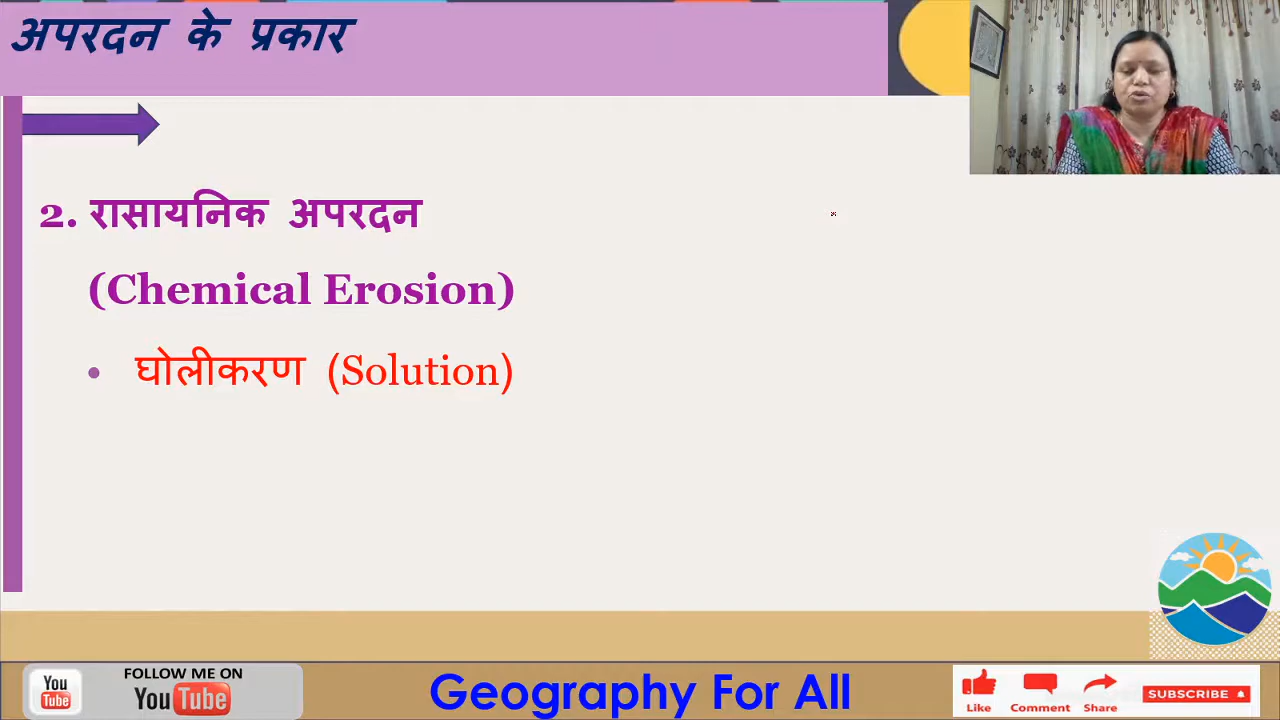 अपरदन के प्रकार
2. रासायनिक अपरदन
(Chemical Erosion)
• घोलीकरण (Solution)
You Tube
FOLLOW ME ON
YouTube
Geography For All
Like
Comment
Share
SUBSCRIBE